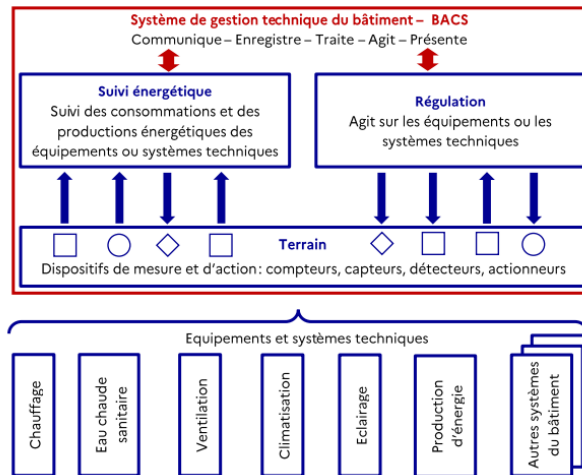 Système de gestion technique du bâtiment – BACS
Communique – Enregistre – Traite – Agit – Présente
Suivi énergétique
Suivi des consommations et des
productions énergétiques des
équipements ou systèmes techniques
Régulation
Agit sur les équipements ou les
systèmes techniques
Terrain
Dispositifs de mesure et d'action : compteurs, capteurs, détecteurs, actionneurs
Equipements et systèmes techniques
Chauffage
Eau chaude
sanitaire
Ventilation
Climatisation
Eclairage
Production
d'énergie
Autres systèmes
du bâtiment